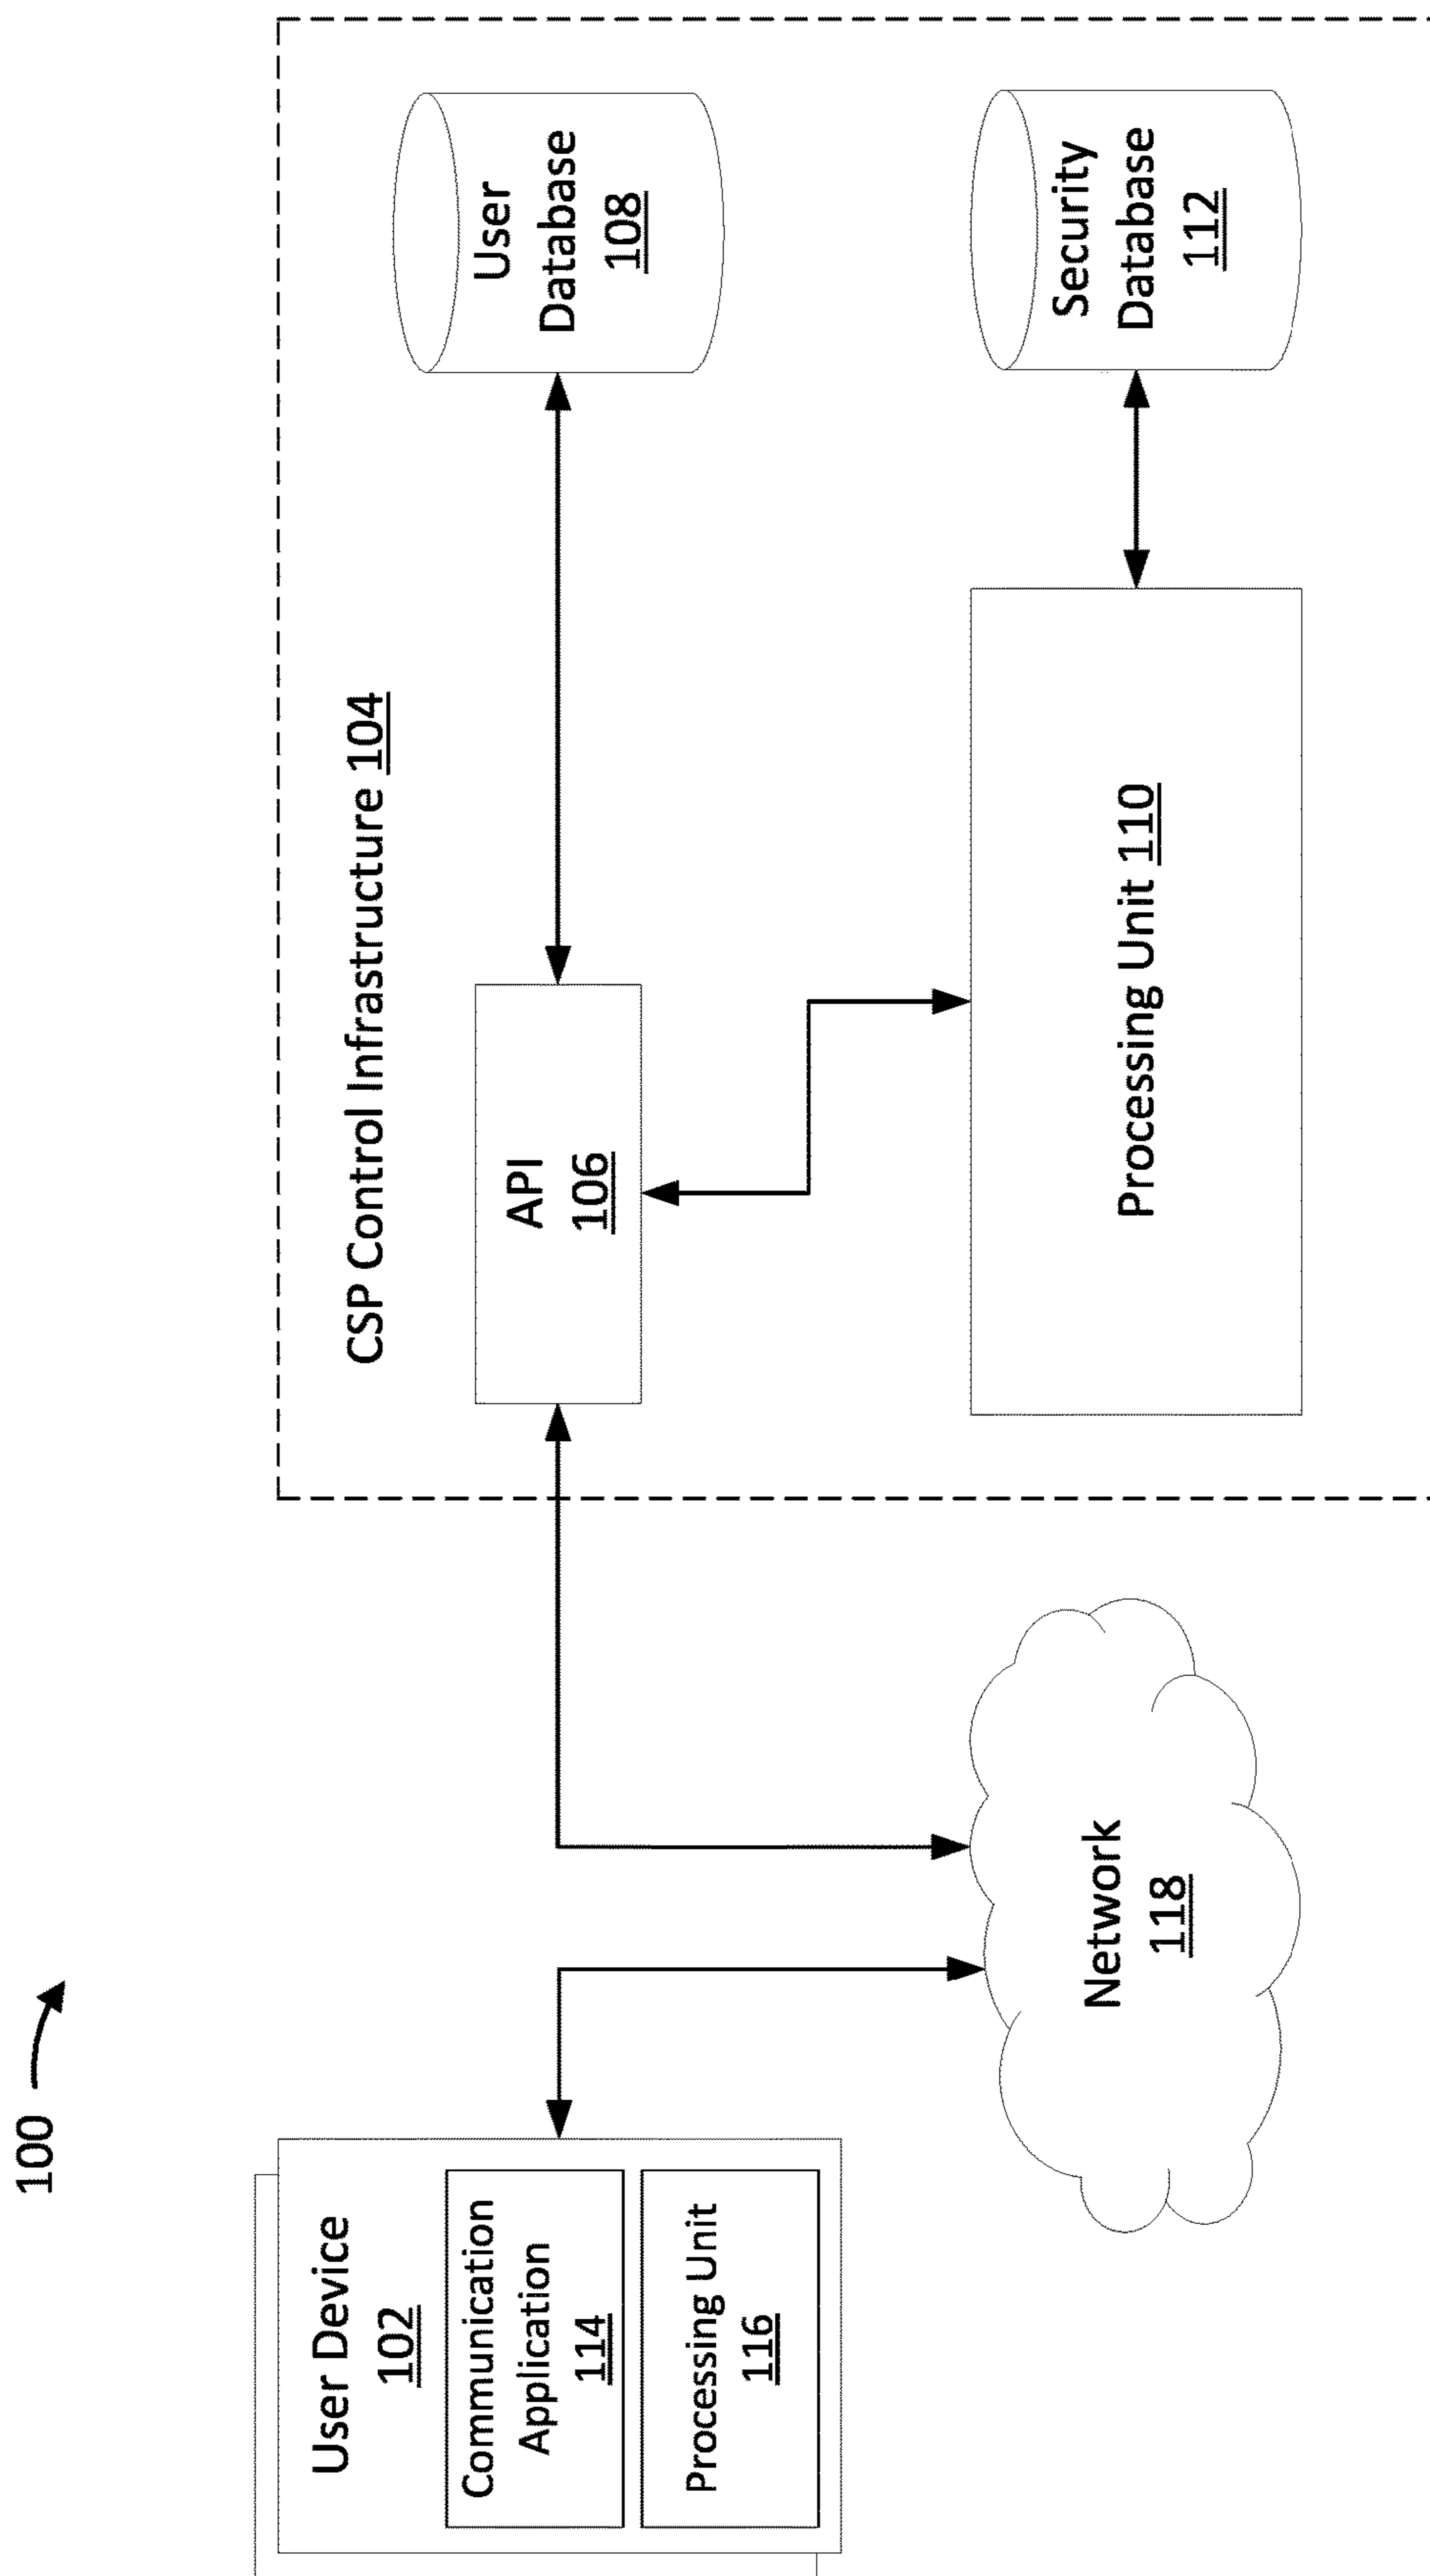 100
User Device
102
Communication
Application
114
Processing Unit
116
Network
118
CSP Control Infrastructure 104
API
106
User
Database
108
Processing Unit 110
Security
Database
112